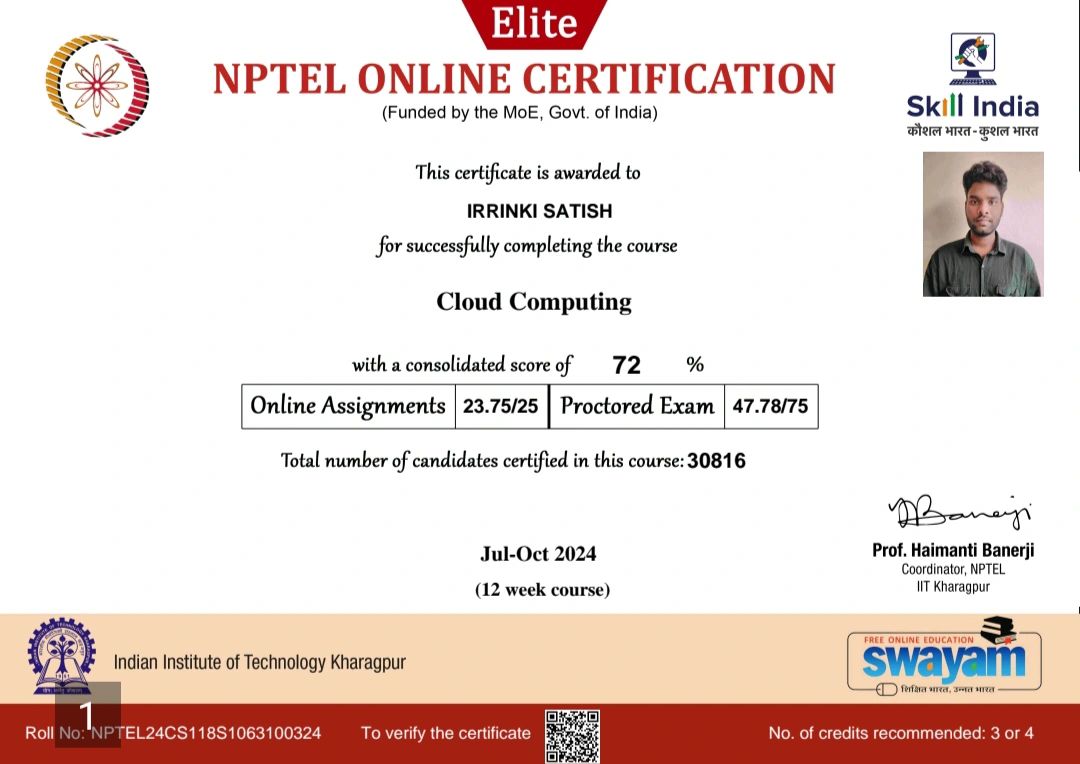 Elite
NPTEL ONLINE CERTIFICATION
(Funded by the MoE, Govt. of India)
Skill India
कौशल भारत - कुशल भारत
This certificate is awarded to
IRRINKI SATISH
for successfully completing the course
Cloud Computing
with a consolidated score of 72 %
Online Assignments 23.75/25 Proctored Exam 47.78/75
Total number of candidates certified in this course: 30816
Prof. Haimanti Banerji
Coordinator, NPTEL
IIT Kharagpur
Jul-Oct 2024
(12 week course)
Indian Institute of Technology Kharagpur
FREE ONLINE EDUCATION
swayam
शिक्षित भारत, उन्नत भारत
1
Roll No: NPTEL24CS118S1063100324 To verify the certificate No. of credits recommended: 3 or 4